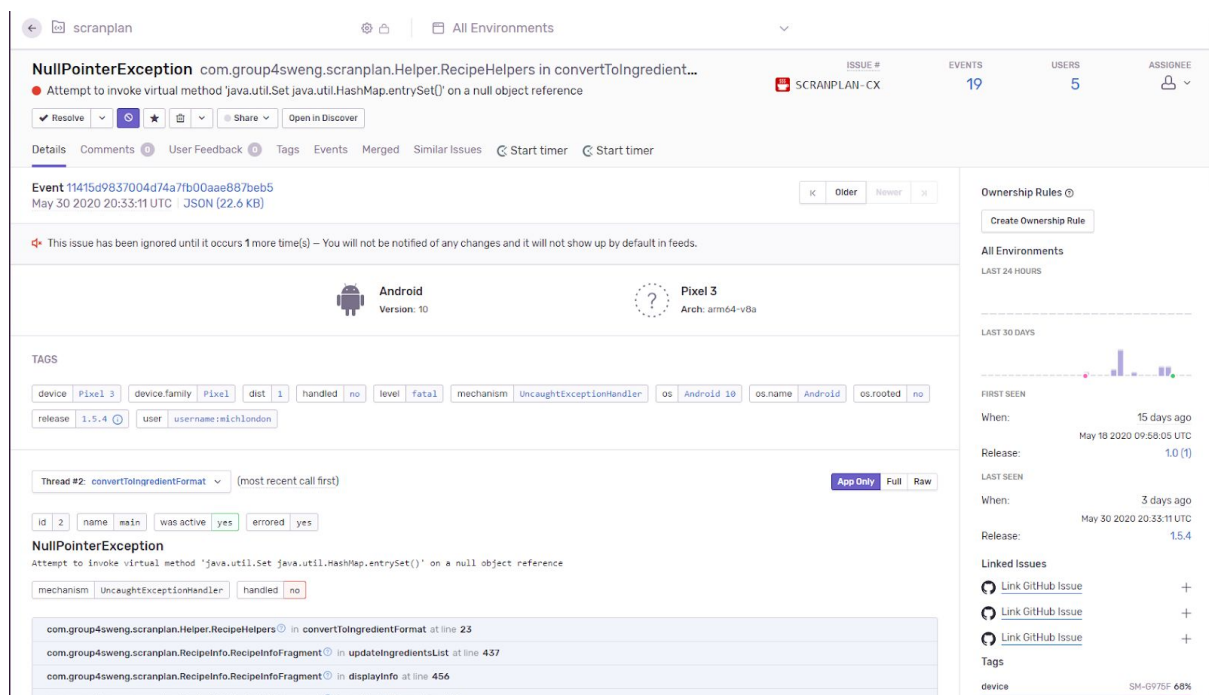 scranplan
All Environments
NullPointerException com.group4sweng.scranplan.Helper.RecipeHelpers in convertToIngredient...
Attempt to invoke virtual method 'java.util.Set java.util.HashMap.entrySet()' on a null object reference
ISSUE # EVENTS USERS ASSIGNEE
SCRANPLAN-CX 19 5
Resolve Share Open in Discover
Details Comments 0 User Feedback 0 Tags Events Merged Similar Issues Start timer Start timer
Event 11415d9837004d74a7fb00aae887beb5
May 30 2020 20:33:11 UTC | JSON (22.6 KB)
Older Newer
This issue has been ignored until it occurs 1 more time(s) — You will not be notified of any changes and it will not show up by default in feeds.
Android
Version: 10
?
Pixel 3
Arch: arm64-v8a
TAGS
device Pixel 3 device.family Pixel dist 1 handled no level fatal mechanism UncaughtExceptionHandler os Android 10 os.name Android os.rooted no
release 1.5.4 user username:michlondon
Thread #2: convertToIngredientFormat (most recent call first) App Only Full Raw
id 2 name main was active yes errored yes
NullPointerException
Attempt to invoke virtual method 'java.util.Set java.util.HashMap.entrySet()' on a null object reference
mechanism UncaughtExceptionHandler handled no
com.group4sweng.scranplan.Helper.RecipeHelpers in convertToIngredientFormat at line 23
com.group4sweng.scranplan.RecipeInfo.RecipeInfoFragment in updateIngredientsList at line 437
com.group4sweng.scranplan.RecipeInfo.RecipeInfoFragment in displayInfo at line 456
Ownership Rules
Create Ownership Rule
All Environments
LAST 24 HOURS
LAST 30 DAYS
FIRST SEEN
When: 15 days ago
May 18 2020 09:58:05 UTC
Release: 1.0 (1)
LAST SEEN
When: 3 days ago
May 30 2020 20:33:11 UTC
Release: 1.5.4
Linked Issues
Link GitHub Issue
Link GitHub Issue
Link GitHub Issue
Tags
device SM-G975F 68%